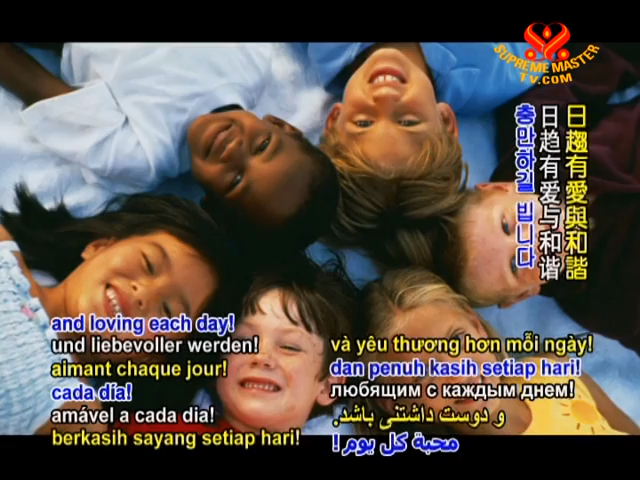 SUPREME MASTER
TV.COM
日趨有愛與和諧
日趋有爱与和谐
충만하길 빕니다
and loving each day!
und liebevoller werden!
aimant chaque jour!
cada día!
amável a cada dia!
berkasih sayang setiap hari!
và yêu thương hơn mỗi ngày!
dan penuh kasih setiap hari!
любящим с каждым днем!
و دوست داشتنی باشد.
محبة كل يوم!